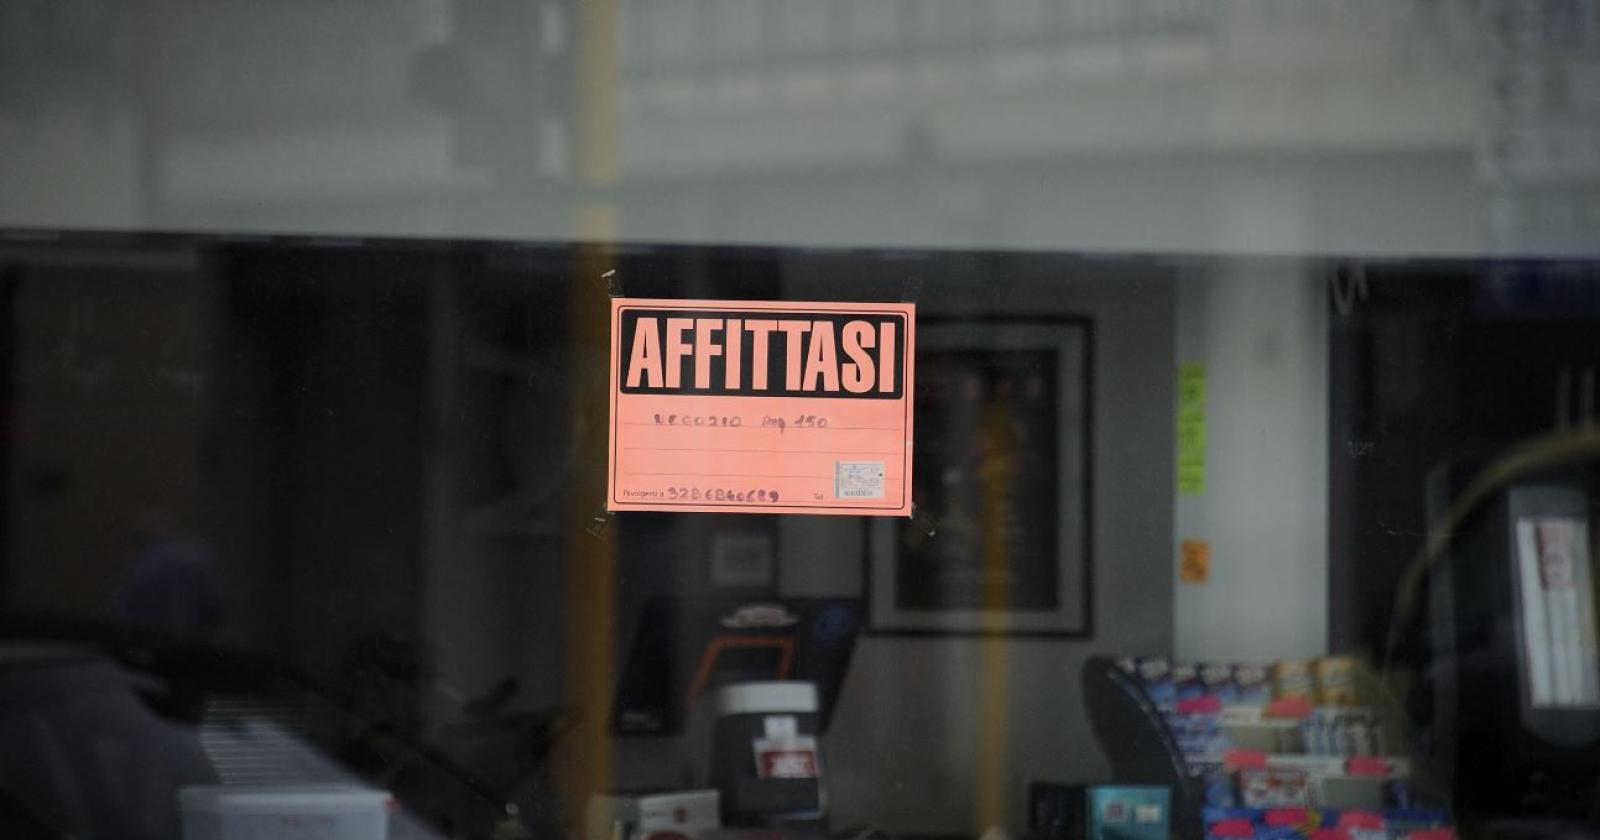 AFFITTASI
NEGOZIO mq 150
Rivolgersi a 3286840689 Tel